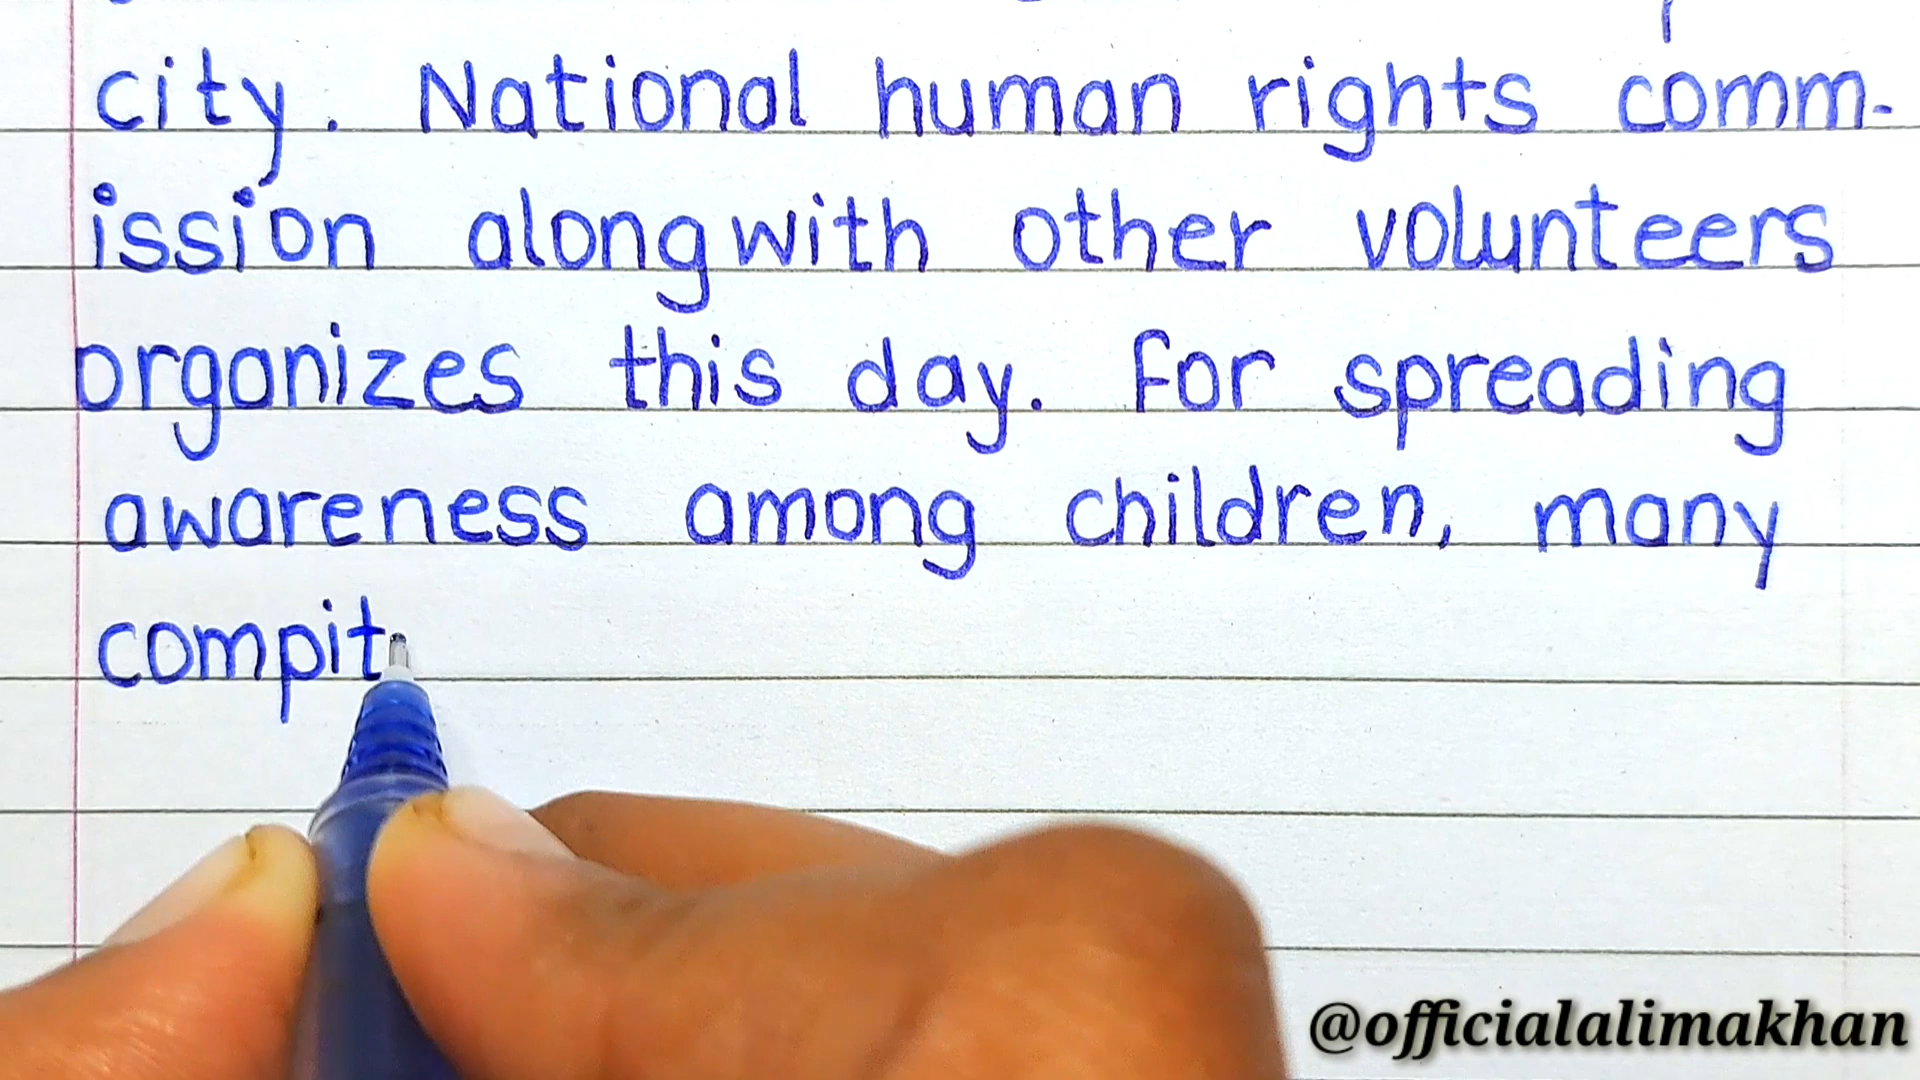 city. National human rights comm-
ission alongwith other volunteers
organizes this day. For spreading
awareness among children, many
compit
@officialalimakhan